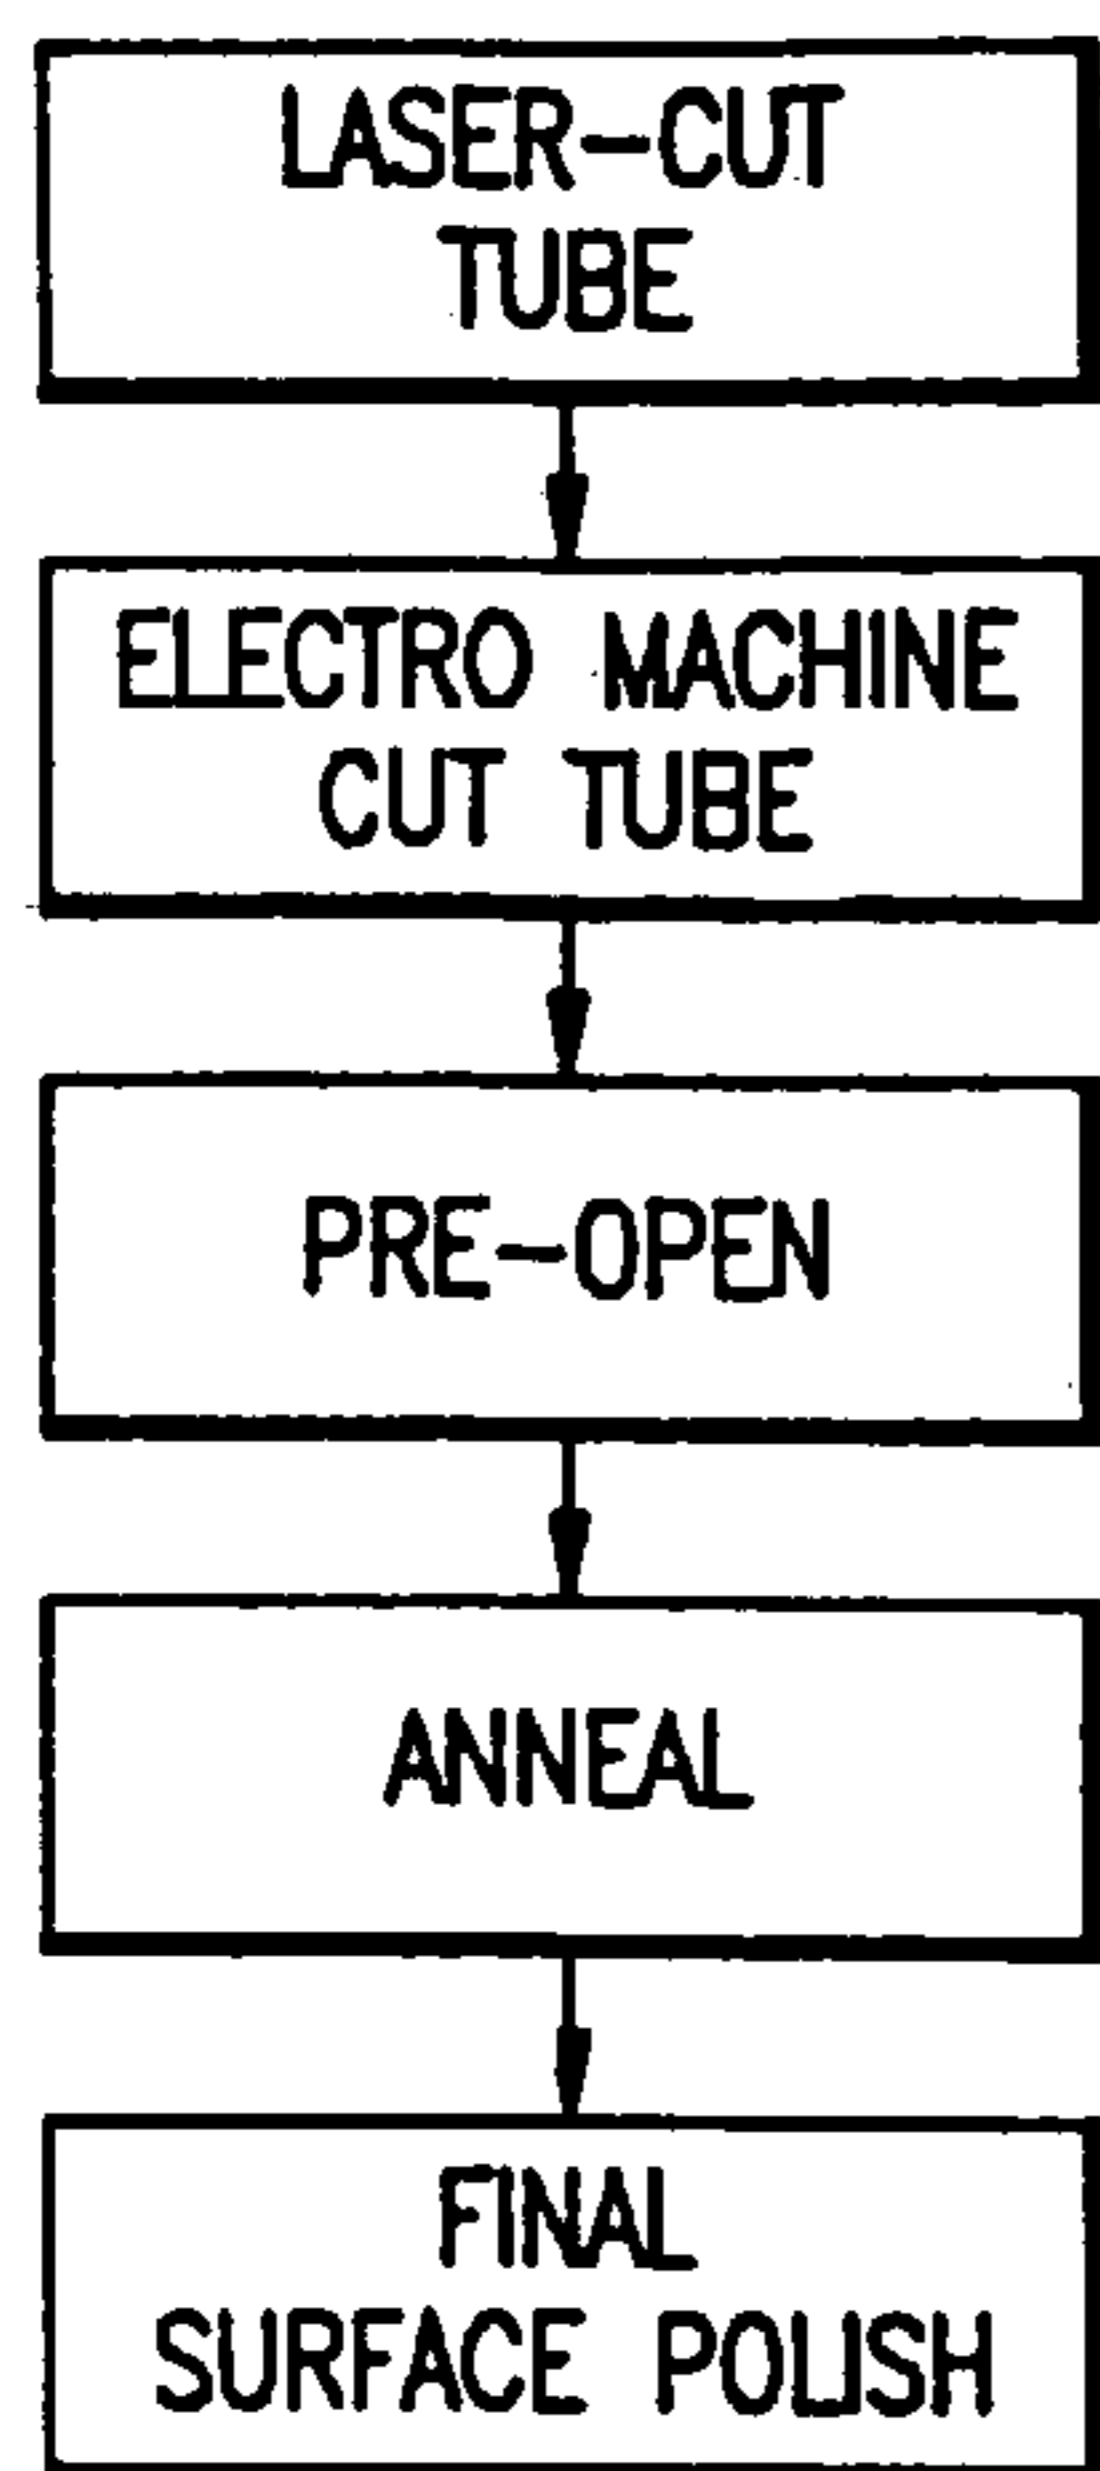 LASER-CUT
TUBE
ELECTRO MACHINE
CUT TUBE
PRE-OPEN
ANNEAL
FINAL
SURFACE POLISH